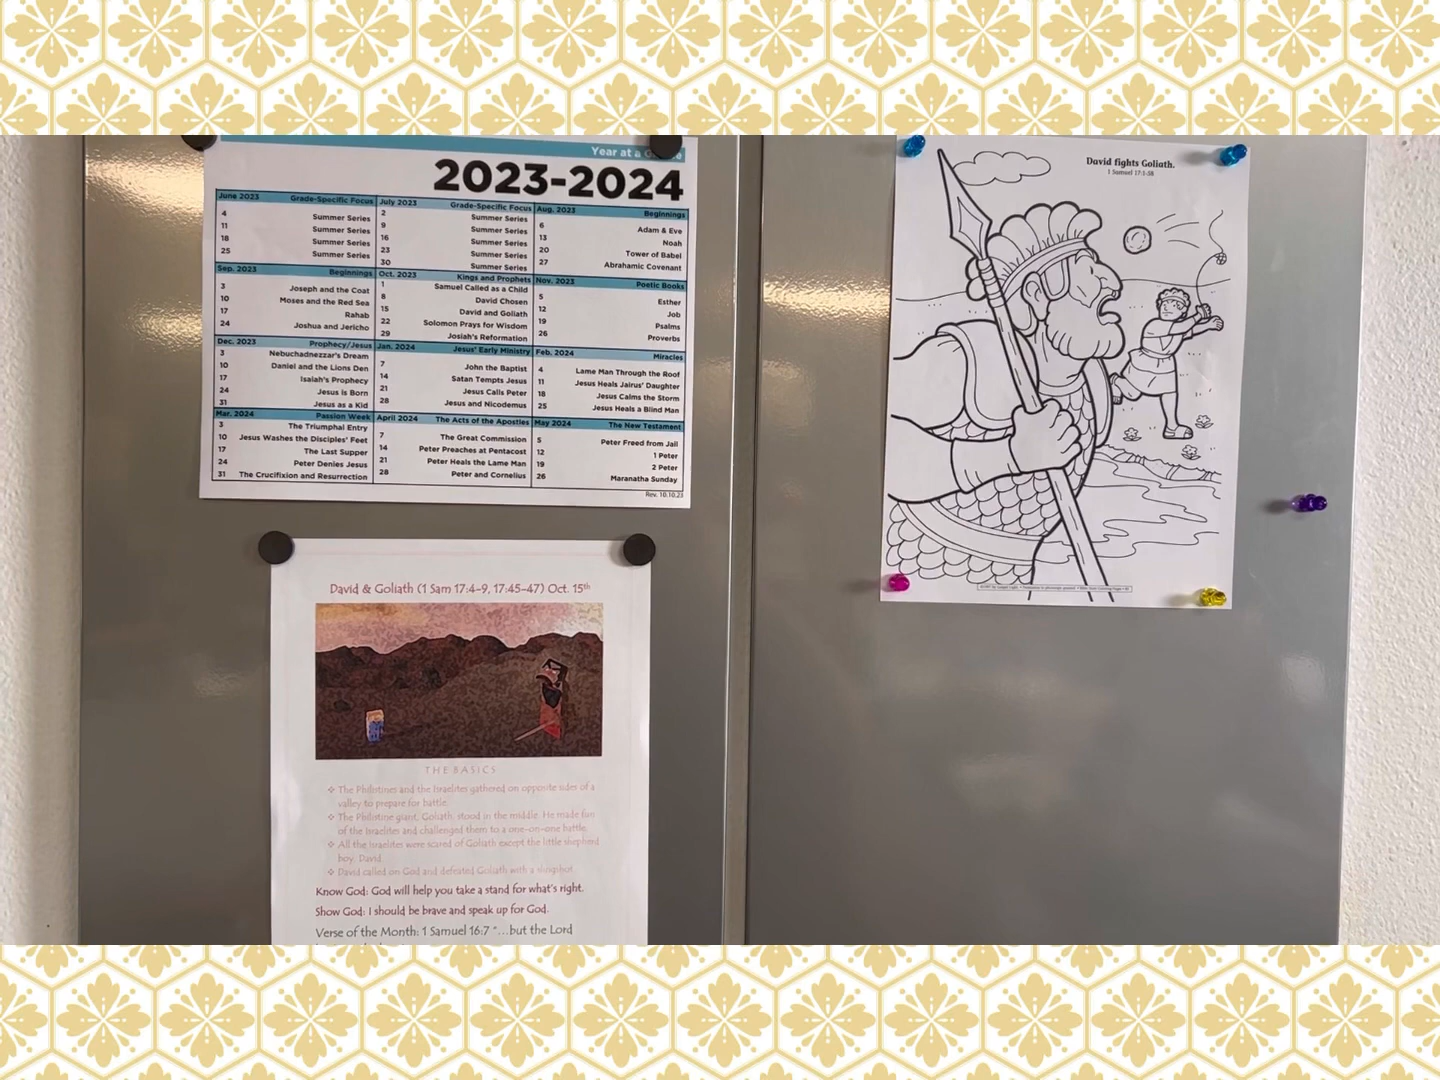 Year at a
2023-2024
June 2023 Grade-Specific Focus
4 Summer Series
11 Summer Series
18 Summer Series
25 Summer Series
July 2023 Grade-Specific Focus
2 Summer Series
9 Summer Series
16 Summer Series
23 Summer Series
30 Summer Series
Aug. 2023 Beginnings
6 Adam & Eve
13 Noah
20 Tower of Babel
27 Abrahamic Covenant
Sep. 2023 Beginnings
3 Joseph and the Coat
10 Moses and the Red Sea
17 Rahab
24 Joshua and Jericho
Oct. 2023 Kings and Prophets
1 Samuel Called as a Child
8 David Chosen
15 David and Goliath
22 Solomon Prays for Wisdom
29 Josiah's Reformation
Nov. 2023 Poetic Books
5 Esther
12 Job
19 Psalms
26 Proverbs
Dec. 2023 Prophecy/Jesus
3 Nebuchadnezzar's Dream
10 Daniel and the Lions Den
17 Isaiah's Prophecy
24 Jesus is Born
31 Jesus as a Kid
Jan. 2024 Jesus' Early Ministry
7 John the Baptist
14 Satan Tempts Jesus
21 Jesus Calls Peter
28 Jesus and Nicodemus
Feb. 2024 Miracles
4 Lame Man Through the Roof
11 Jesus Heals Jairus' Daughter
18 Jesus Calms the Storm
25 Jesus Heals a Blind Man
Mar. 2024 Passion Week
3 The Triumphal Entry
10 Jesus Washes the Disciples' Feet
17 The Last Supper
24 Peter Denies Jesus
31 The Crucifixion and Resurrection
April 2024 The Acts of the Apostles
7 The Great Commission
14 Peter Preaches at Pentacost
21 Peter Heals the Lame Man
28 Peter and Cornelius
May 2024 The New Testament
5 Peter Freed from Jail
12 1 Peter
19 2 Peter
26 Maranatha Sunday
Rev. 10.10.23
David fights Goliath.
1 Samuel 17:1-58
David & Goliath (1 Sam 17:4-9, 17:45-47) Oct. 15th
THE BASICS
❖ The Philistines and the Israelites gathered on opposite sides of a
valley to prepare for battle.
❖ The Philistine giant, Goliath, stood in the middle. He made fun
of the Israelites and challenged them to a one-on-one battle.
❖ All the Israelites were scared of Goliath except the little shepherd
boy, David.
❖ David called on God and defeated Goliath with a slingshot
Know God: God will help you take a stand for what's right.
Show God: I should be brave and speak up for God.
Verse of the Month: 1 Samuel 16:7 "…but the Lord